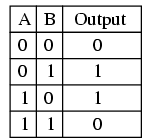 A B Output
0 0 0
0 1 1
1 0 1
1 1 0